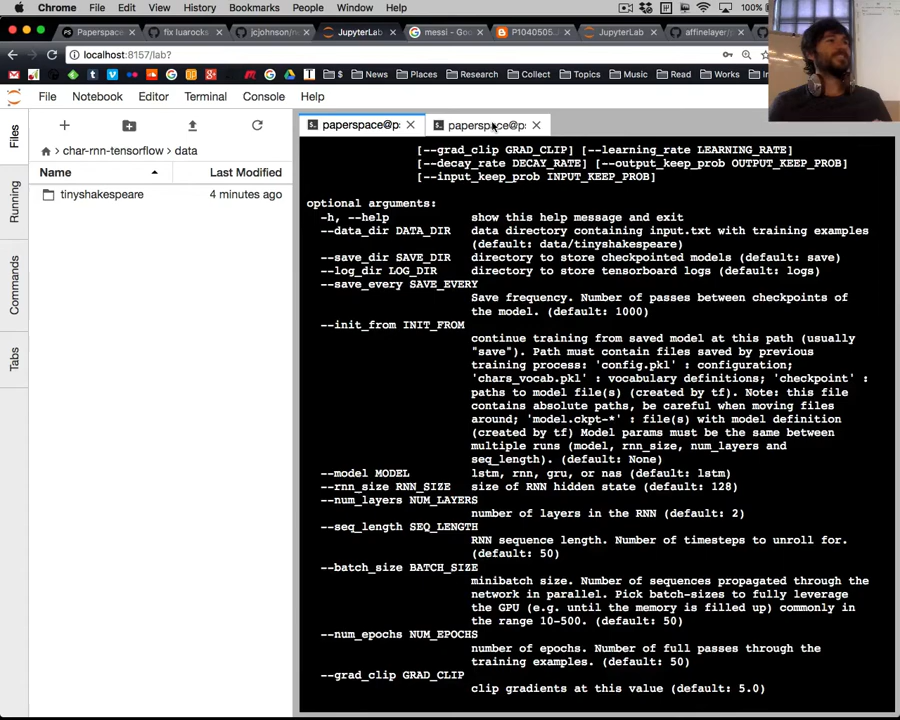 Chrome File Edit View History Bookmarks People Window Help 100%
Paperspace fix luarocks jcjohnson/n JupyterLab messi - Goo P1040505. JupyterLab affinelayer/
localhost:8157/lab?
$ News Places Research Collect Topics Music Read Works
File Notebook Editor Terminal Console Help
Files
Running
Commands
Tabs
char-rnn-tensorflow > data
Name Last Modified
tinyshakespeare 4 minutes ago
paperspace@p: paperspace@p:
[--grad_clip GRAD_CLIP] [--learning_rate LEARNING_RATE]
[--decay_rate DECAY_RATE] [--output_keep_prob OUTPUT_KEEP_PROB]
[--input_keep_prob INPUT_KEEP_PROB]
optional arguments:
-h, --help show this help message and exit
--data_dir DATA_DIR data directory containing input.txt with training examples
(default: data/tinyshakespeare)
--save_dir SAVE_DIR directory to store checkpointed models (default: save)
--log_dir LOG_DIR directory to store tensorboard logs (default: logs)
--save_every SAVE_EVERY
Save frequency. Number of passes between checkpoints of
the model. (default: 1000)
--init_from INIT_FROM
continue training from saved model at this path (usually
"save"). Path must contain files saved by previous
training process: 'config.pkl' : configuration;
'chars_vocab.pkl' : vocabulary definitions; 'checkpoint' :
paths to model file(s) (created by tf). Note: this file
contains absolute paths, be careful when moving files
around; 'model.ckpt-*' : file(s) with model definition
(created by tf) Model params must be the same between
multiple runs (model, rnn_size, num_layers and
seq_length). (default: None)
--model MODEL lstm, rnn, gru, or nas (default: lstm)
--rnn_size RNN_SIZE size of RNN hidden state (default: 128)
--num_layers NUM_LAYERS
number of layers in the RNN (default: 2)
--seq_length SEQ_LENGTH
RNN sequence length. Number of timesteps to unroll for.
(default: 50)
--batch_size BATCH_SIZE
minibatch size. Number of sequences propagated through the
network in parallel. Pick batch-sizes to fully leverage
the GPU (e.g. until the memory is filled up) commonly in
the range 10-500. (default: 50)
--num_epochs NUM_EPOCHS
number of epochs. Number of full passes through the
training examples. (default: 50)
--grad_clip GRAD_CLIP
clip gradients at this value (default: 5.0)